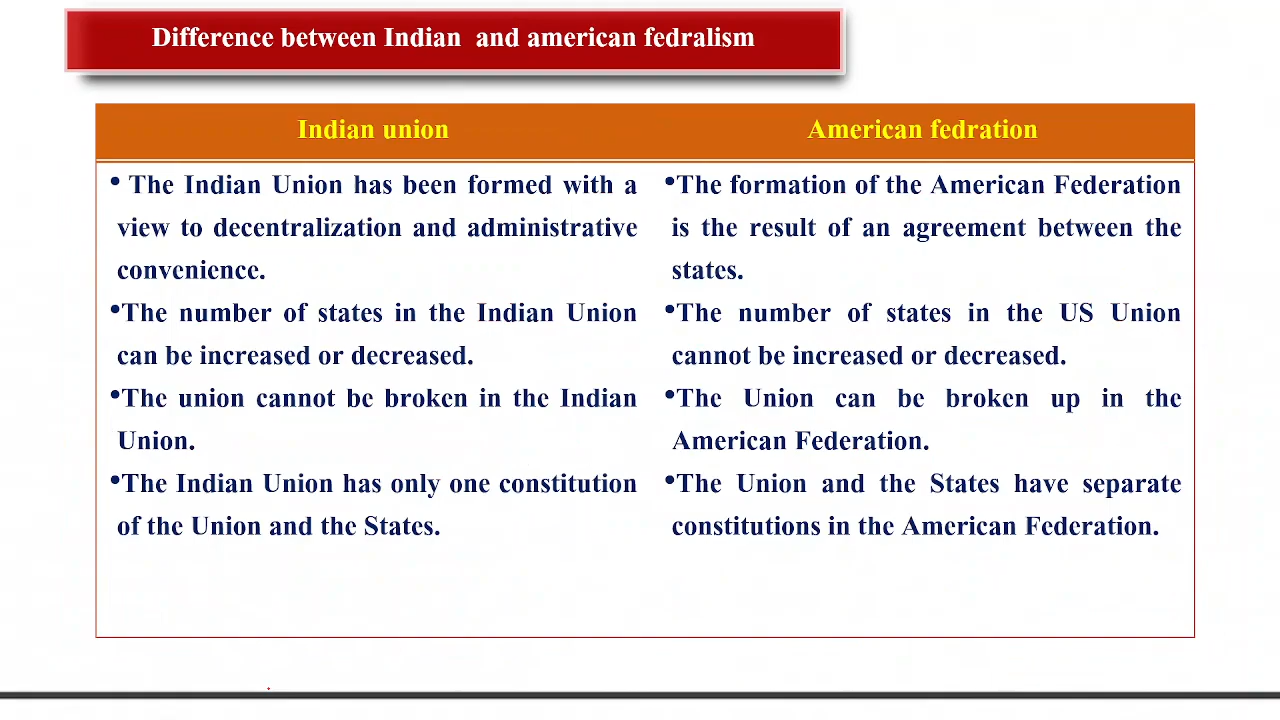 Difference between Indian and american fedralism
Indian union
American fedration
• The Indian Union has been formed with a
view to decentralization and administrative
convenience.
•The number of states in the Indian Union
can be increased or decreased.
•The union cannot be broken in the Indian
Union.
•The Indian Union has only one constitution
of the Union and the States.
•The formation of the American Federation
is the result of an agreement between the
states.
•The number of states in the US Union
cannot be increased or decreased.
•The Union can be broken up in the
American Federation.
•The Union and the States have separate
constitutions in the American Federation.